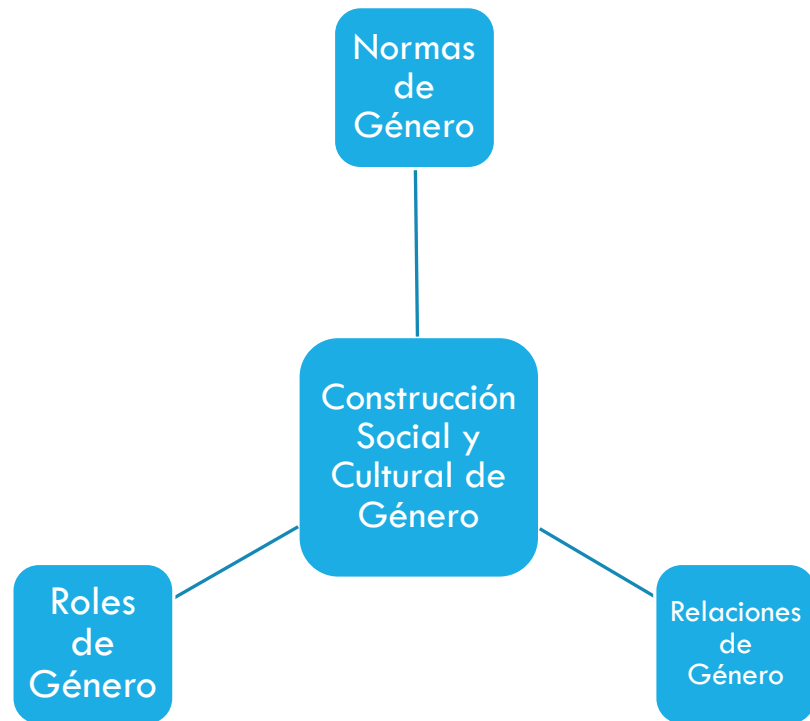 Normas
de
Género
Construcción
Social y
Cultural de
Género
Roles
de
Género
Relaciones
de
Género